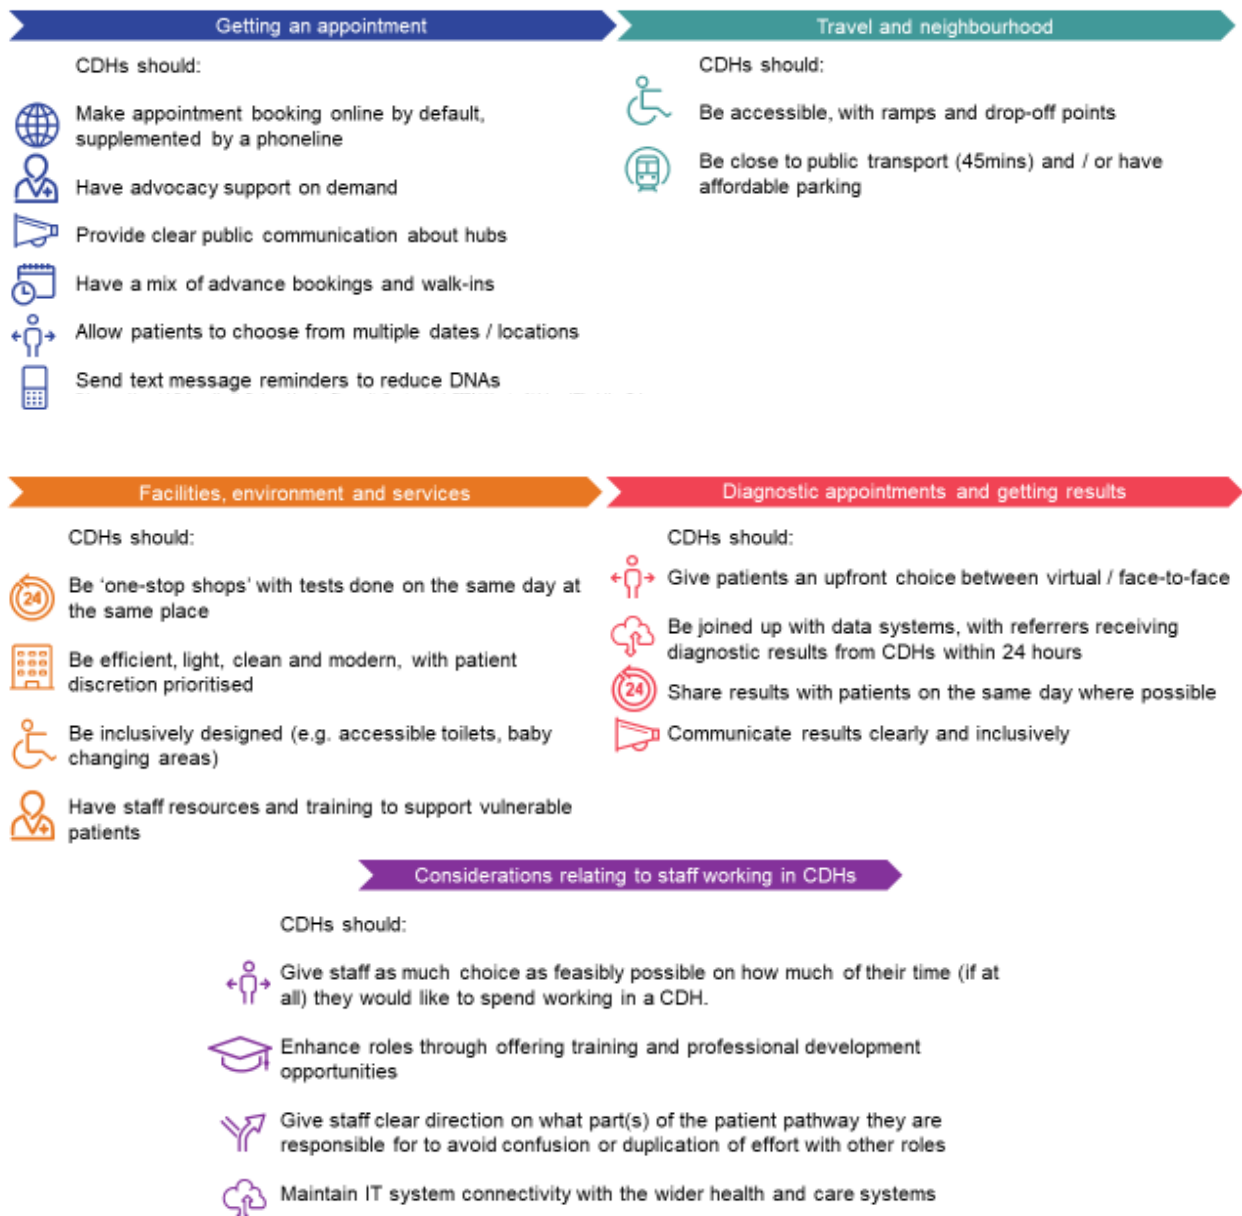 Getting an appointment
CDHs should:
Make appointment booking online by default,
supplemented by a phoneline
Have advocacy support on demand
Provide clear public communication about hubs
Have a mix of advance bookings and walk-ins
Allow patients to choose from multiple dates / locations
Send text message reminders to reduce DNAs
Travel and neighbourhood
CDHs should:
Be accessible, with ramps and drop-off points
Be close to public transport (45mins) and / or have
affordable parking
Facilities, environment and services
CDHs should:
24
Be ‘one-stop shops’ with tests done on the same day at
the same place
Be efficient, light, clean and modern, with patient
discretion prioritised
Be inclusively designed (e.g. accessible toilets, baby
changing areas)
Have staff resources and training to support vulnerable
patients
Diagnostic appointments and getting results
CDHs should:
Give patients an upfront choice between virtual / face-to-face
Be joined up with data systems, with referrers receiving
diagnostic results from CDHs within 24 hours
24
Share results with patients on the same day where possible
Communicate results clearly and inclusively
Considerations relating to staff working in CDHs
CDHs should:
Give staff as much choice as feasibly possible on how much of their time (if at
all) they would like to spend working in a CDH.
Enhance roles through offering training and professional development
opportunities
Give staff clear direction on what part(s) of the patient pathway they are
responsible for to avoid confusion or duplication of effort with other roles
Maintain IT system connectivity with the wider health and care systems